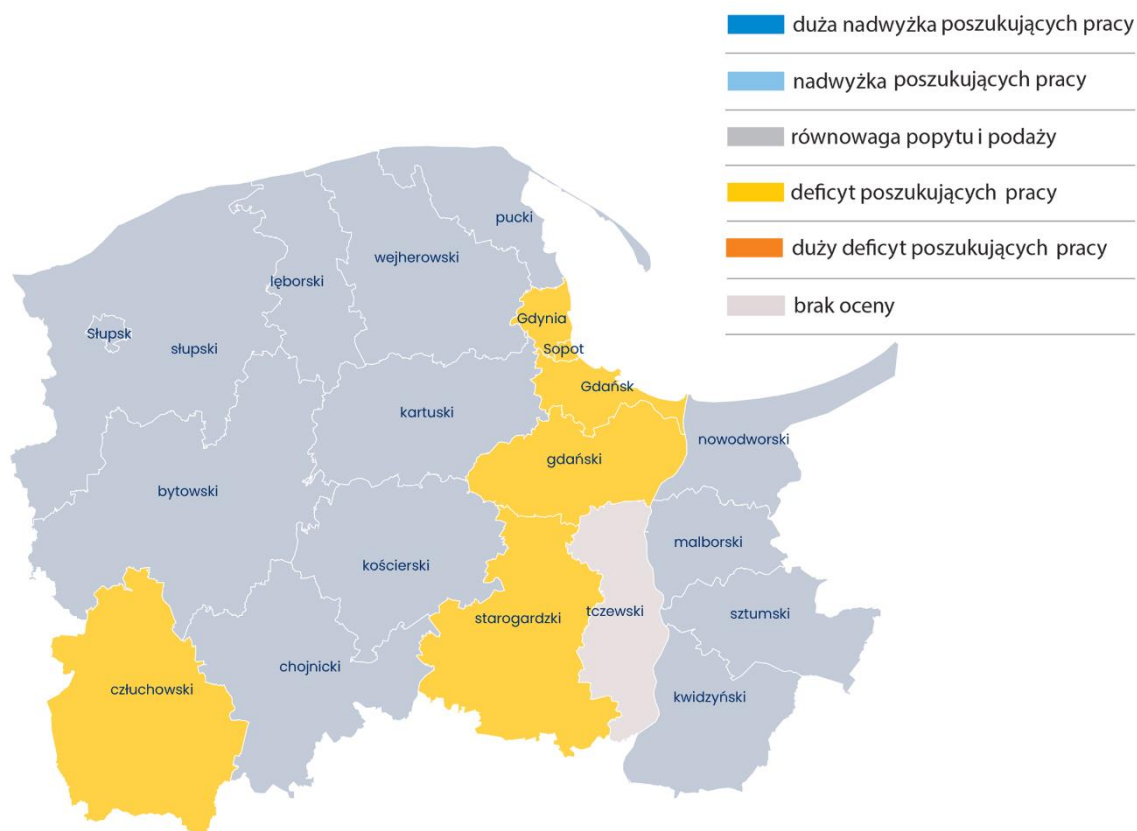 duża nadwyżka poszukujących pracy
nadwyżka poszukujących pracy
równowaga popytu i podaży
deficyt poszukujących pracy
duży deficyt poszukujących pracy
brak oceny
pucki
wejherowski
lęborski
Gdynia
Słupsk
słupski
Sopot
Gdańsk
kartuski
nowodworski
gdański
bytowski
malborski
kościerski
starogardzki
tczewski
sztumski
chojnicki
człuchowski
kwidzyński